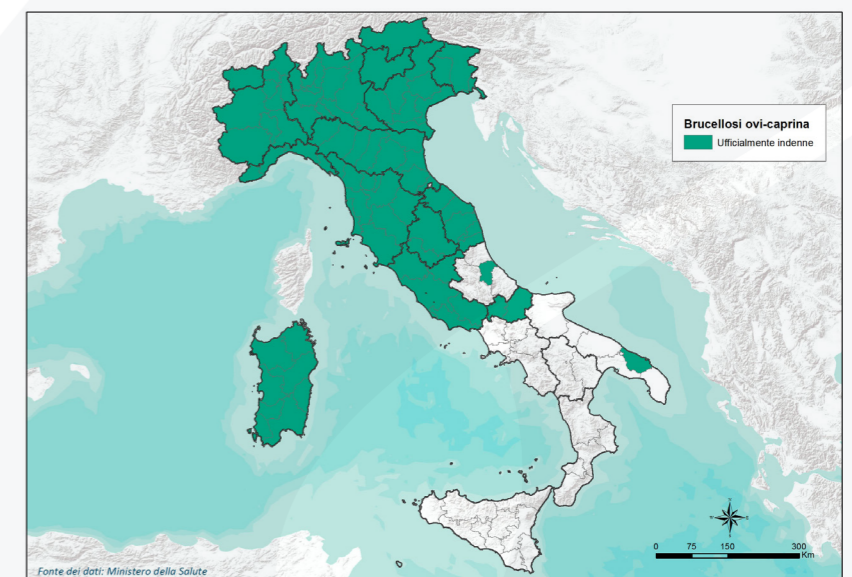 Brucellosi ovi-caprina
Ufficialmente indenne
0 75 150 300
Km
Fonte dei dati: Ministero della Salute